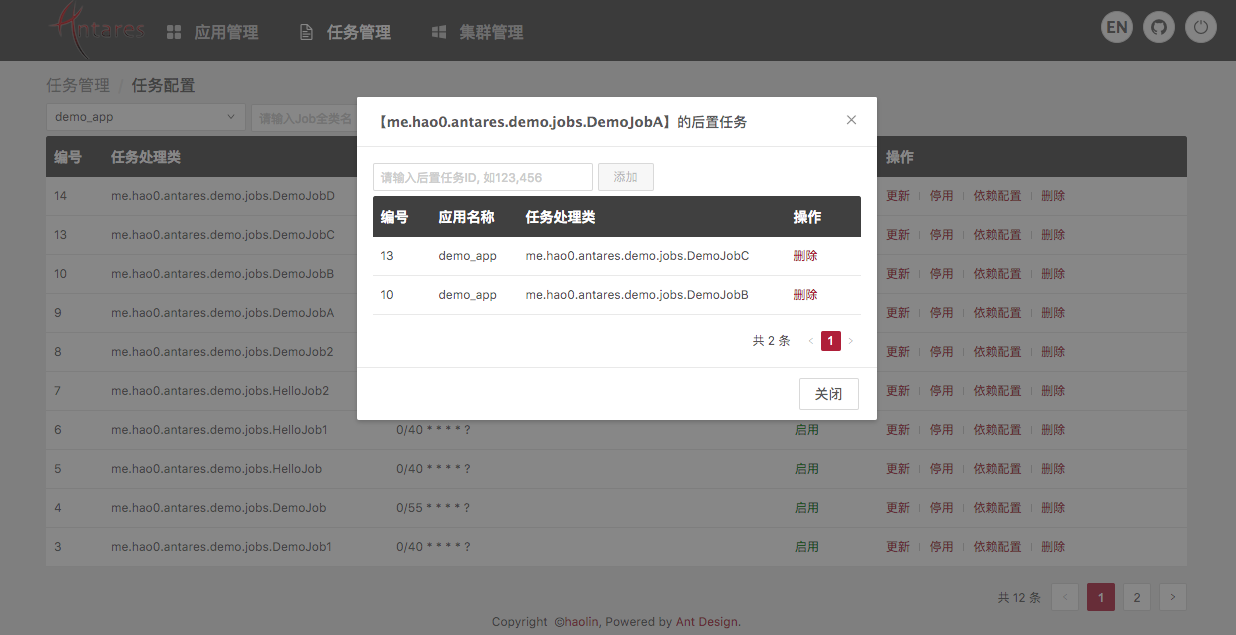 Antares 应用管理 任务管理 集群管理 EN
任务管理 / 任务配置
demo_app 请输入Job全类名
编号 任务处理类 操作
14 me.hao0.antares.demo.jobs.DemoJobD 更新 停用 依赖配置 删除
13 me.hao0.antares.demo.jobs.DemoJobC 更新 停用 依赖配置 删除
10 me.hao0.antares.demo.jobs.DemoJobB 更新 停用 依赖配置 删除
9 me.hao0.antares.demo.jobs.DemoJobA 更新 停用 依赖配置 删除
8 me.hao0.antares.demo.jobs.DemoJob2 更新 停用 依赖配置 删除
7 me.hao0.antares.demo.jobs.HelloJob2 更新 停用 依赖配置 删除
6 me.hao0.antares.demo.jobs.HelloJob1 0/40 * * * * ? 启用 更新 停用 依赖配置 删除
5 me.hao0.antares.demo.jobs.HelloJob 0/40 * * * * ? 启用 更新 停用 依赖配置 删除
4 me.hao0.antares.demo.jobs.DemoJob 0/55 * * * * ? 启用 更新 停用 依赖配置 删除
3 me.hao0.antares.demo.jobs.DemoJob1 0/40 * * * * ? 启用 更新 停用 依赖配置 删除
共 12 条 < 1 2 >
Copyright ©haolin, Powered by Ant Design.
【me.hao0.antares.demo.jobs.DemoJobA】的后置任务
请输入后置任务ID, 如123,456 添加
编号 应用名称 任务处理类 操作
13 demo_app me.hao0.antares.demo.jobs.DemoJobC 删除
10 demo_app me.hao0.antares.demo.jobs.DemoJobB 删除
共 2 条 < 1 >
关闭